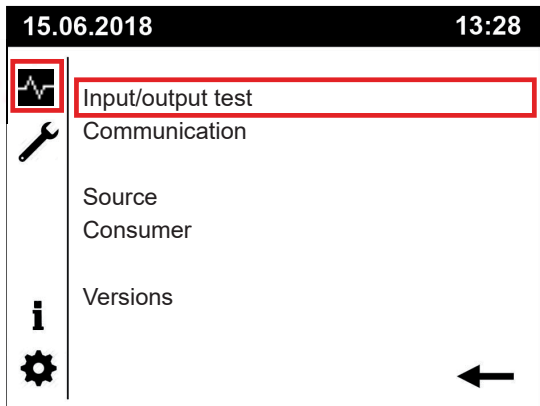 15.06.2018 13:28
Input/output test
Communication
Source
Consumer
Versions
i